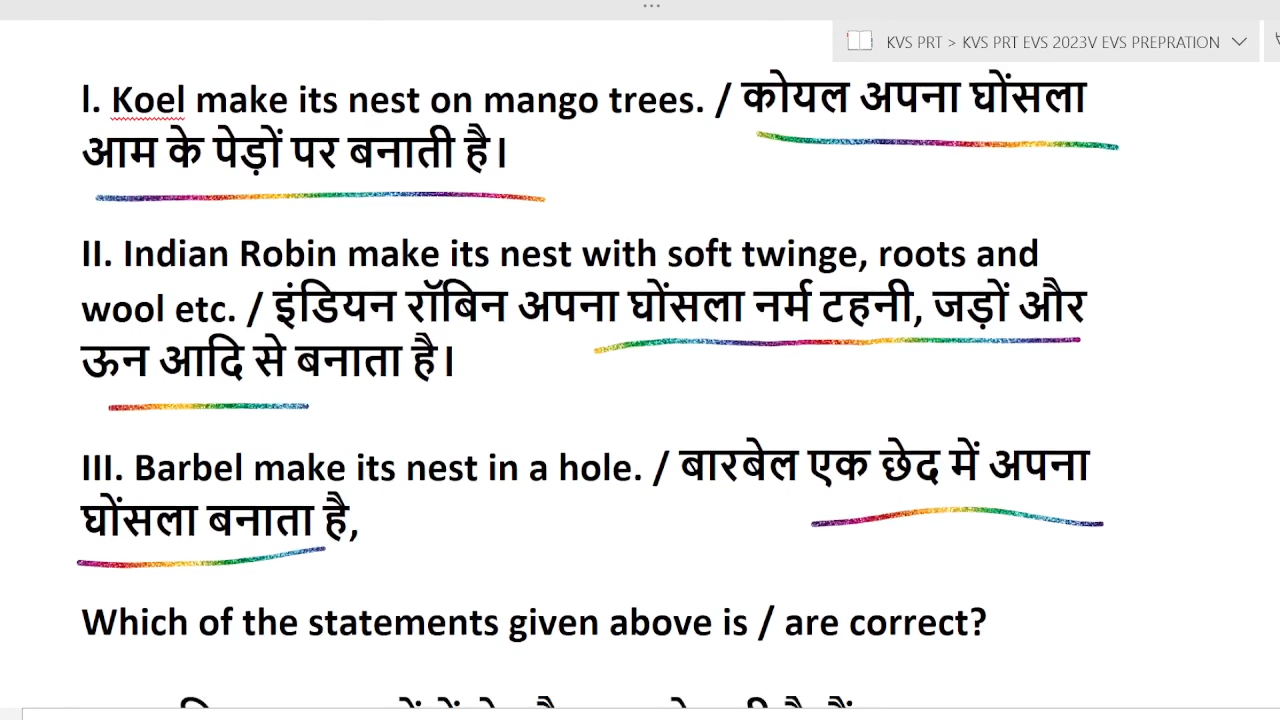 KVS PRT > KVS PRT EVS 2023V EVS PREPRATION
I. Koel make its nest on mango trees. / कोयल अपना घोंसला
आम के पेड़ों पर बनाती है।
II. Indian Robin make its nest with soft twinge, roots and
wool etc. / इंडियन रॉबिन अपना घोंसला नर्म टहनी, जड़ों और
ऊन आदि से बनाता है।
III. Barbel make its nest in a hole. / बारबेल एक छेद में अपना
घोंसला बनाता है,
Which of the statements given above is / are correct?